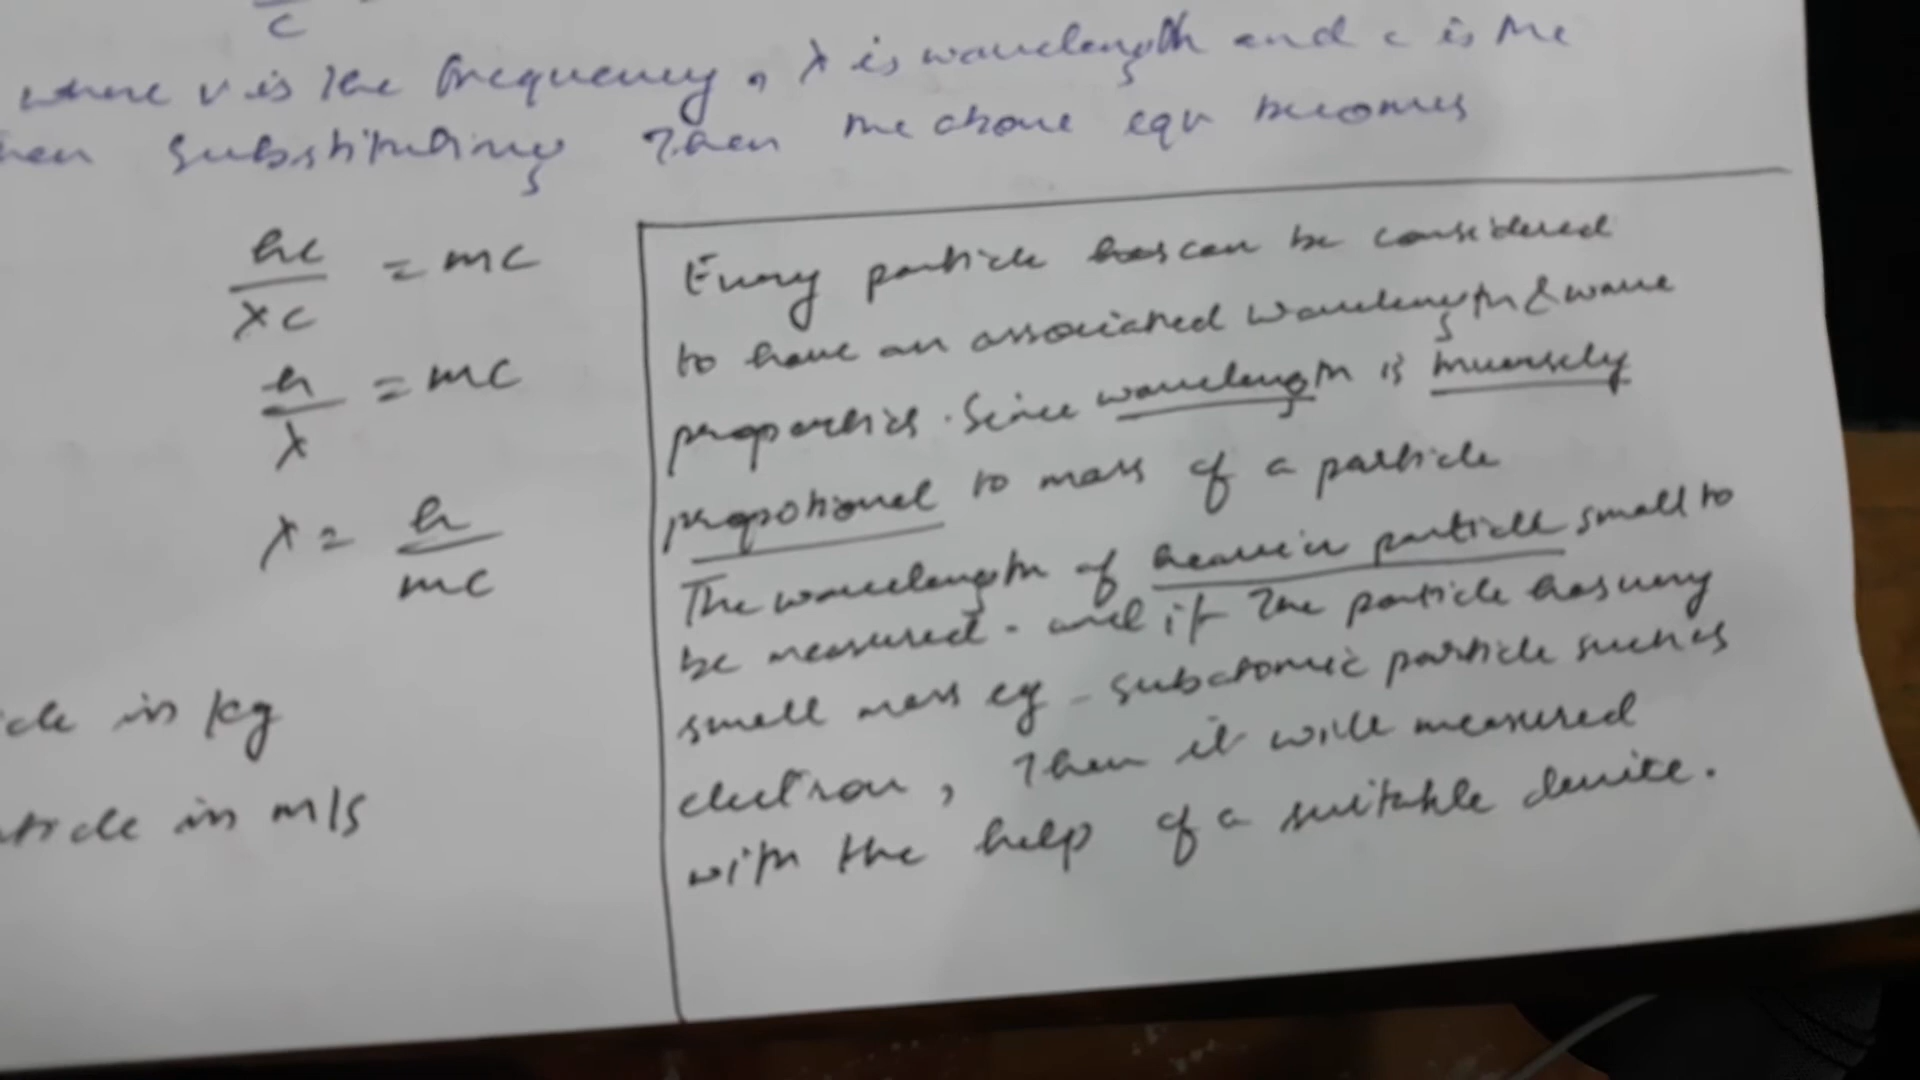 c
where ν is the frequency, λ is wavelength and c is the
Then substituting Then the above eqn becomes
hc/λc = mc
h/λ = mc
λ = h/mc
in kg
in m/s
Every particle has can be considered
to have an associated wavelength & wave
properties. Since wavelength is inversely
propotional to mass of a particle
The wavelength of heavier particle small to
be measured. and if the particle has very
small mass eg - subatomic particle such as
electron, Then it will measured
with the help of a suitable device.